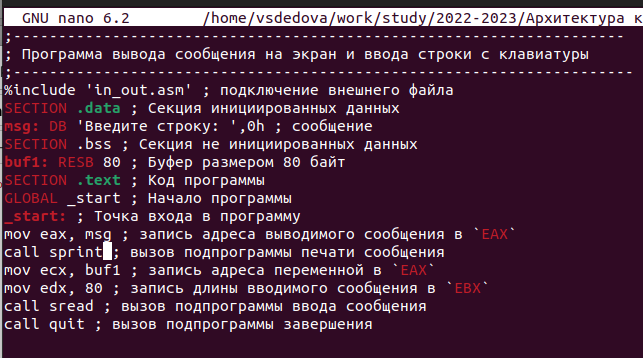 GNU nano 6.2 /home/vsdedova/work/study/2022-2023/Архитектура к
;--------------------------------------------------------------------
; Программа вывода сообщения на экран и ввода строки с клавиатуры
;---------------------------------------------------------------------
%include 'in_out.asm' ; подключение внешнего файла
SECTION .data ; Секция инициированных данных
msg: DB 'Введите строку: ',0h ; сообщение
SECTION .bss ; Секция не инициированных данных
buf1: RESB 80 ; Буфер размером 80 байт
SECTION .text ; Код программы
GLOBAL _start ; Начало программы
_start: ; Точка входа в программу
mov eax, msg ; запись адреса выводимого сообщения в `EAX`
call sprint ; вызов подпрограммы печати сообщения
mov ecx, buf1 ; запись адреса переменной в `EAX`
mov edx, 80 ; запись длины вводимого сообщения в `EBX`
call sread ; вызов подпрограммы ввода сообщения
call quit ; вызов подпрограммы завершения